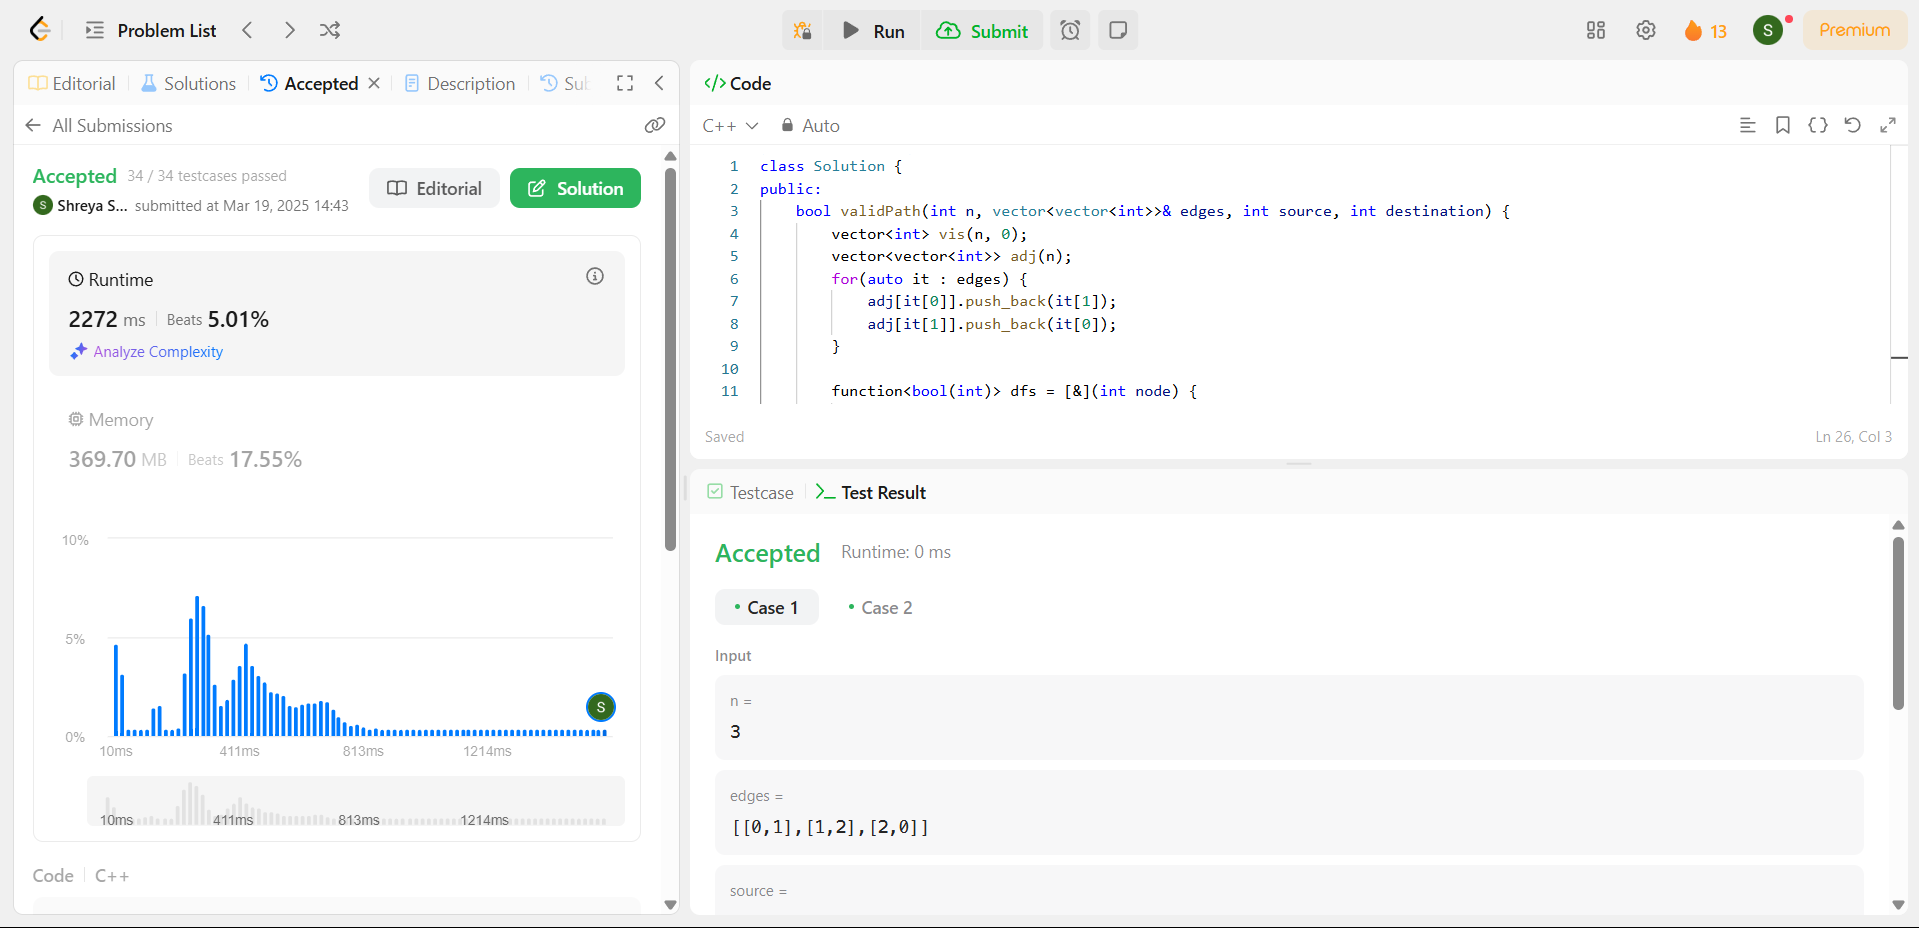 Problem List
Run
Submit
13
S
Premium
Editorial
Solutions
Accepted
Description
Su
All Submissions
Accepted 34 / 34 testcases passed
S Shreya S... submitted at Mar 19, 2025 14:43
Editorial
Solution
Runtime
2272 ms Beats 5.01%
Analyze Complexity
Memory
369.70 MB Beats 17.55%
10%
5%
0%
S
10ms 411ms 813ms 1214ms
10ms 411ms 813ms 1214ms
Code C++
</> Code
C++ Auto
1 class Solution {
2 public:
3 bool validPath(int n, vector<vector<int>>& edges, int source, int destination) {
4 vector<int> vis(n, 0);
5 vector<vector<int>> adj(n);
6 for(auto it : edges) {
7 adj[it[0]].push_back(it[1]);
8 adj[it[1]].push_back(it[0]);
9 }
10
11 function<bool(int)> dfs = [&](int node) {
Saved
Ln 26, Col 3
Testcase
Test Result
Accepted Runtime: 0 ms
Case 1
Case 2
Input
n =
3
edges =
[[0,1],[1,2],[2,0]]
source =